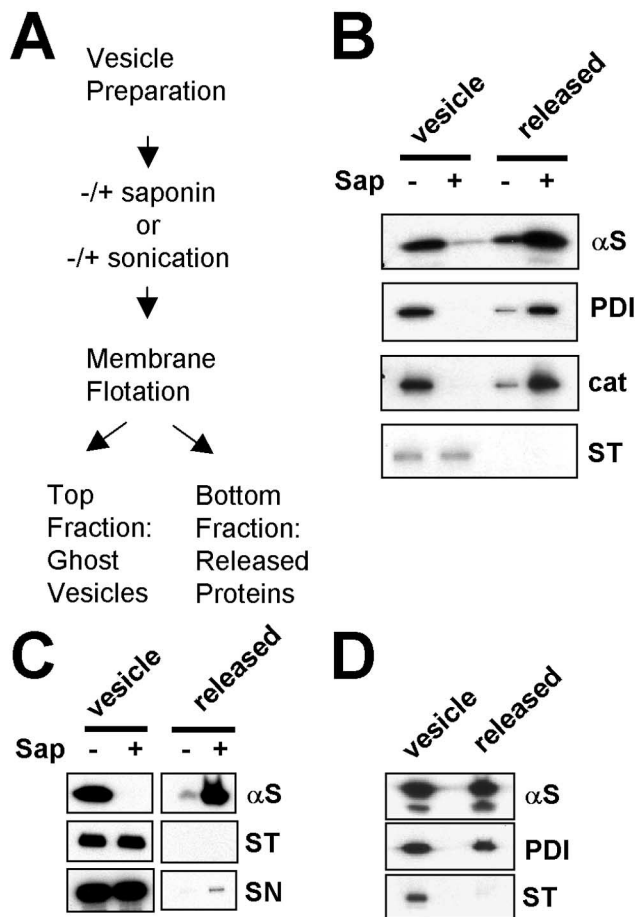 A
Vesicle
Preparation
-/+ saponin
or
-/+ sonication
Membrane
Flotation
Top
Fraction:
Ghost
Vesicles
Bottom
Fraction:
Released
Proteins
B
vesicle
released
Sap - + - +
αS
PDI
cat
ST
C
vesicle
released
Sap - + - +
αS
ST
SN
D
vesicle
released
αS
PDI
ST